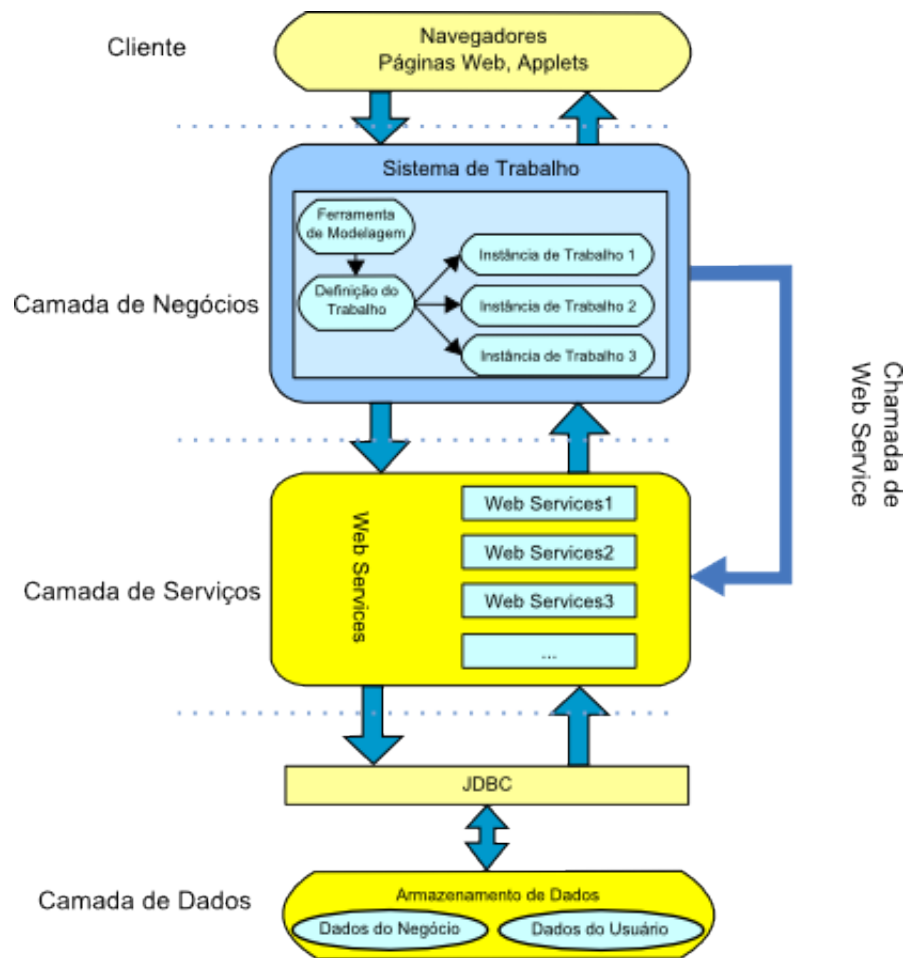 Cliente
Navegadores
Páginas Web, Applets
Sistema de Trabalho
Ferramenta
de Modelagem
Definição do
Trabalho
Instância de Trabalho 1
Instância de Trabalho 2
Instância de Trabalho 3
Camada de Negócios
Chamada de
Web Service
Web Services
Web Services1
Web Services2
Web Services3
...
Camada de Serviços
JDBC
Camada de Dados
Armazenamento de Dados
Dados do Negócio
Dados do Usuário